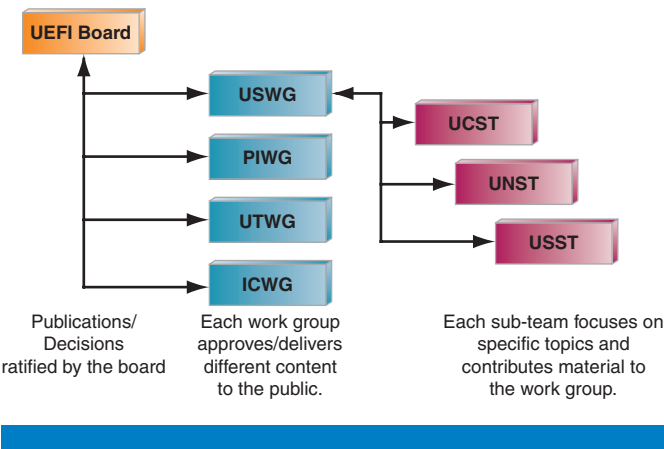 UEFI Board
USWG
UCST
PIWG
UNST
UTWG
USST
ICWG
Publications/
Decisions
ratified by the board
Each work group
approves/delivers
different content
to the public.
Each sub-team focuses on
specific topics and
contributes material to
the work group.